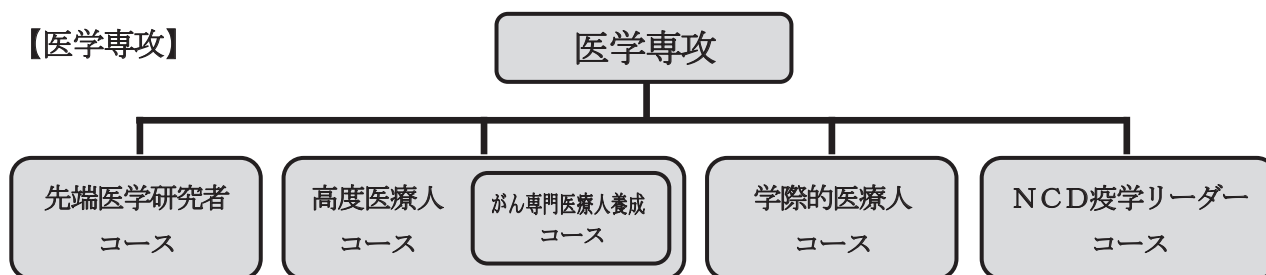 【医学専攻】
医学専攻
先端医学研究者
コース
高度医療人
コース
がん専門医療人養成
コース
学際的医療人
コース
ＮＣＤ疫学リーダー
コース